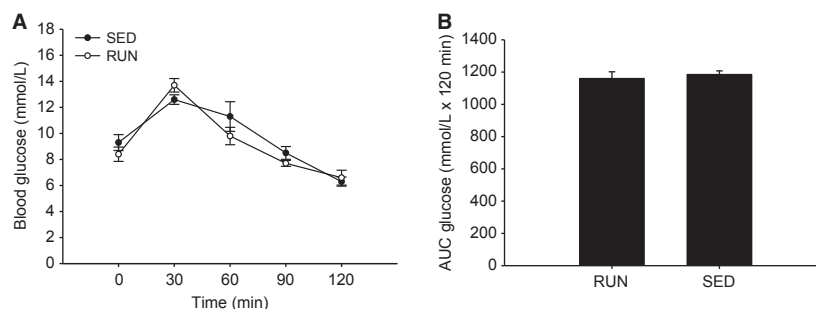 A
SED
RUN
Blood glucose (mmol/L)
18
16
14
12
10
8
6
4
2
0
0 30 60 90 120
Time (min)
B
AUC glucose (mmol/L x 120 min)
1400
1200
1000
800
600
400
200
0
RUN SED